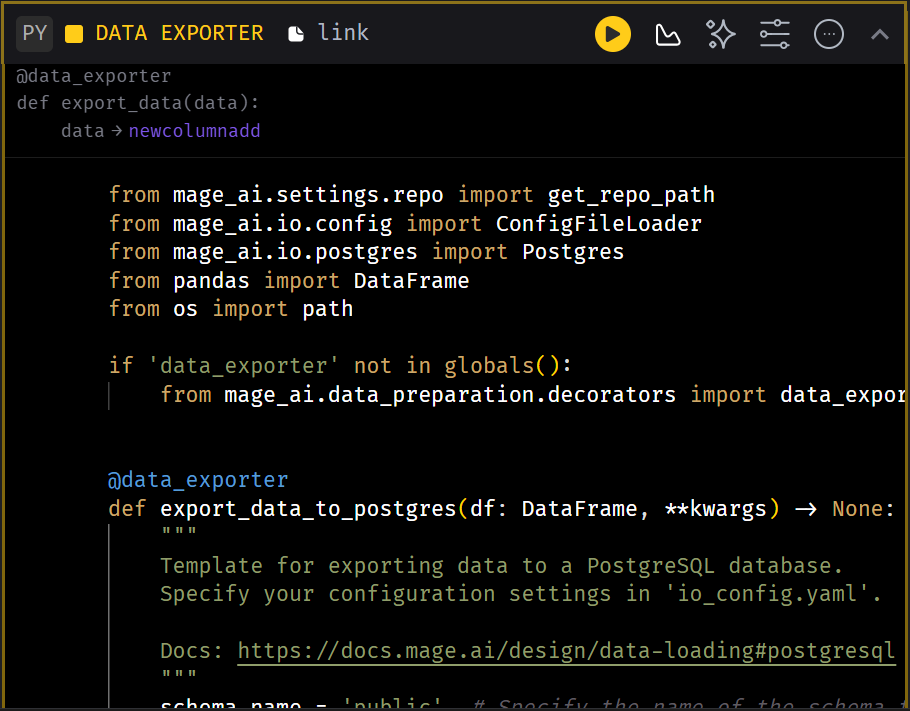 PY DATA EXPORTER link
@data_exporter
def export_data(data):
    data → newcolumnadd
from mage_ai.settings.repo import get_repo_path
from mage_ai.io.config import ConfigFileLoader
from mage_ai.io.postgres import Postgres
from pandas import DataFrame
from os import path
if 'data_exporter' not in globals():
    from mage_ai.data_preparation.decorators import data_expor
@data_exporter
def export_data_to_postgres(df: DataFrame, **kwargs) -> None:
    """
    Template for exporting data to a PostgreSQL database.
    Specify your configuration settings in 'io_config.yaml'.
    Docs: https://docs.mage.ai/design/data-loading#postgresql
    """
    schema_name = 'public'  # Specify the name of the schema